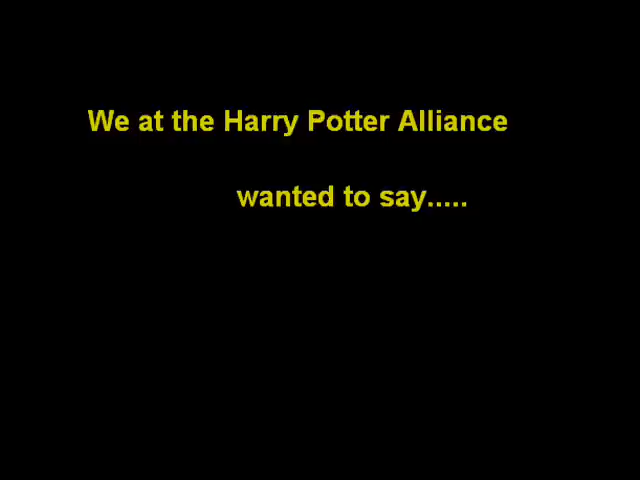 We at the Harry Potter Alliance
wanted to say.....